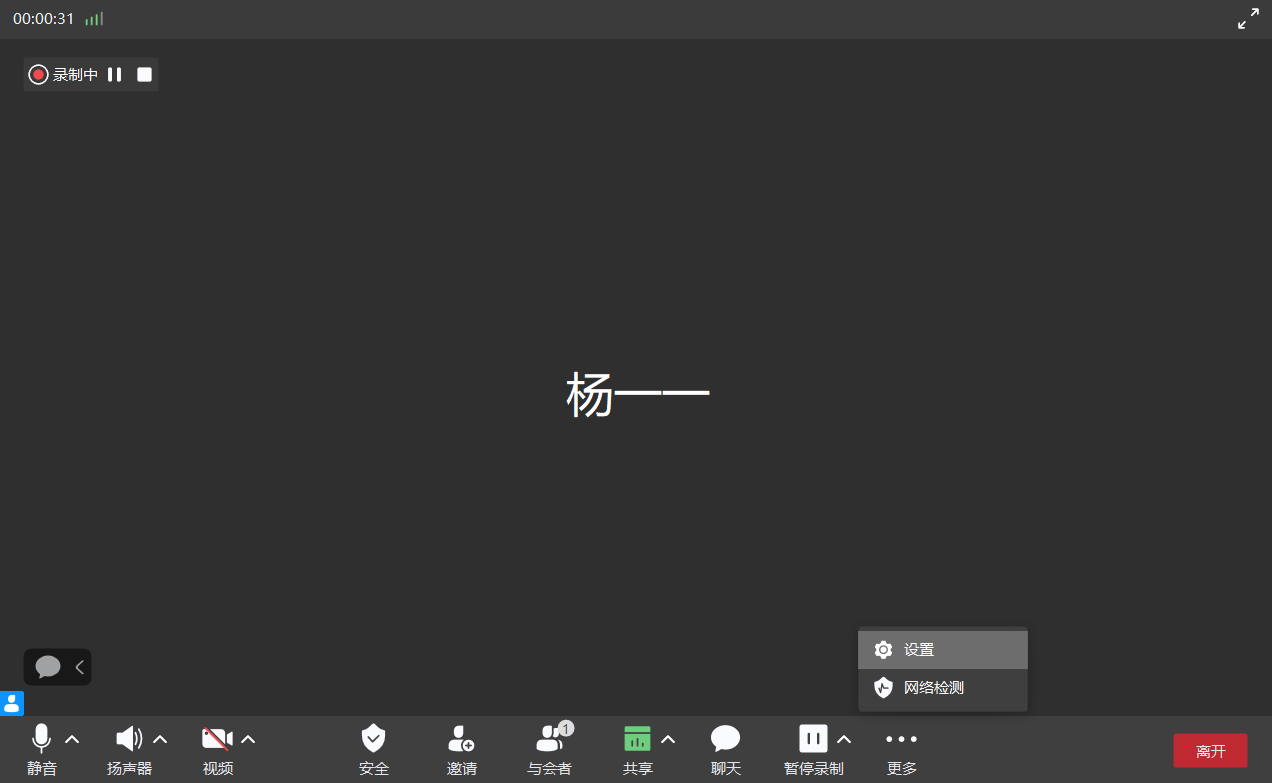 00:00:31
录制中
杨一一
设置
网络检测
1
静音
扬声器
视频
安全
邀请
与会者
共享
聊天
暂停录制
更多
离开